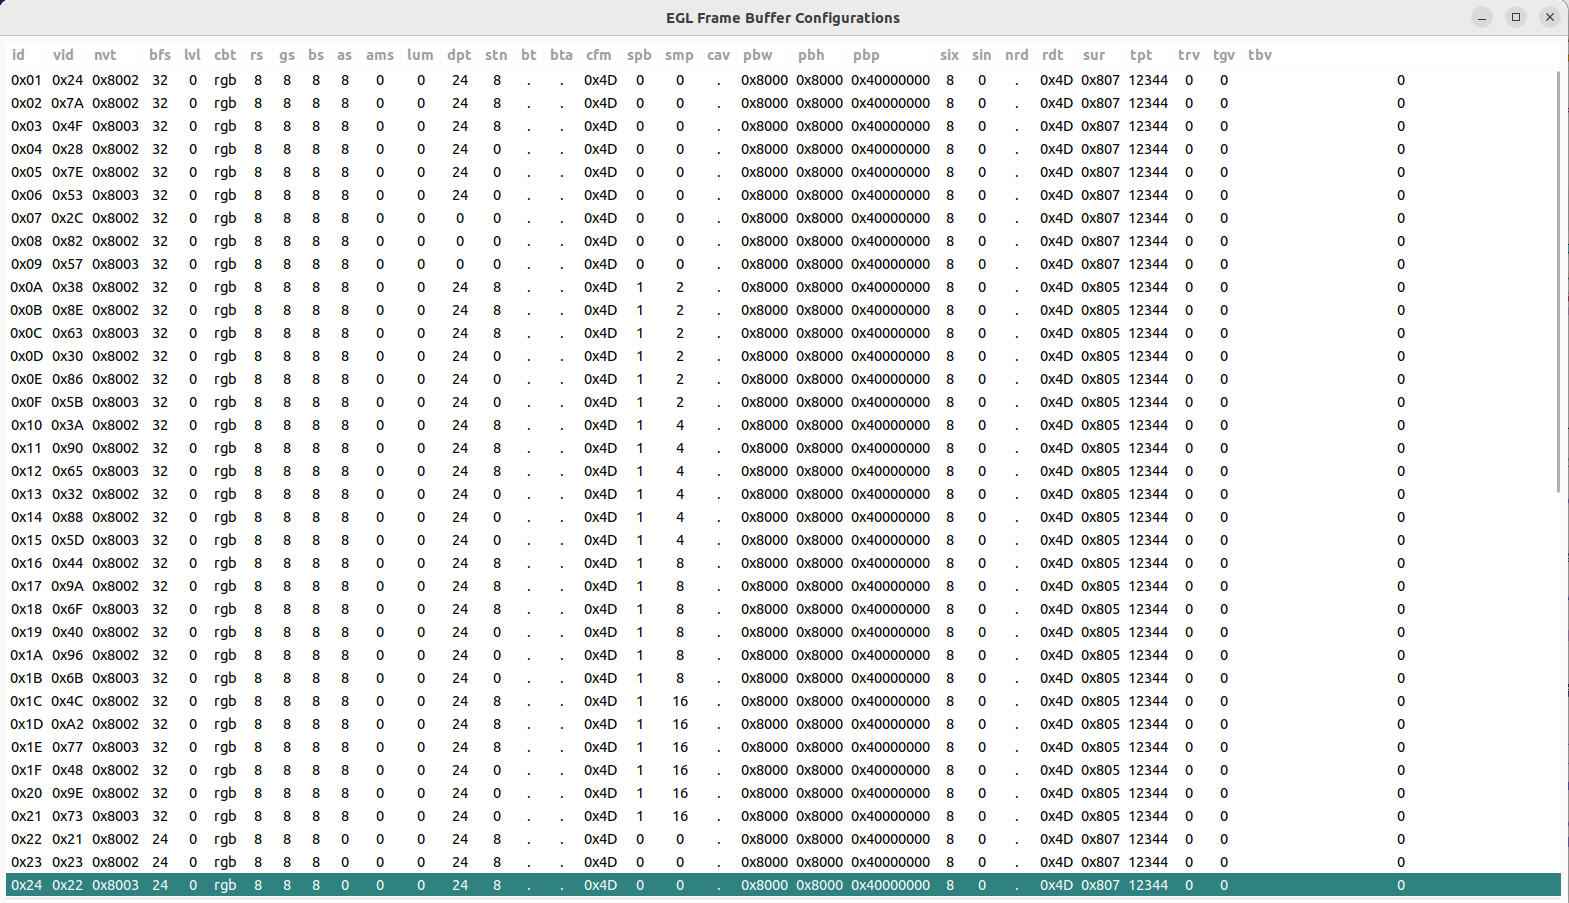 EGL Frame Buffer Configurations
id vid nvt bfs lvl cbt rs gs bs as ams lum dpt stn bt bta cfm spb smp cav pbw pbh pbp six sin nrd rdt sur tpt trv tgv tbv
0x01 0x24 0x8002 32 0 rgb 8 8 8 8 0 0 24 8 . . 0x4D 0 0 . 0x8000 0x8000 0x40000000 8 0 . 0x4D 0x807 12344 0 0 0
0x02 0x7A 0x8002 32 0 rgb 8 8 8 8 0 0 24 8 . . 0x4D 0 0 . 0x8000 0x8000 0x40000000 8 0 . 0x4D 0x807 12344 0 0 0
0x03 0x4F 0x8003 32 0 rgb 8 8 8 8 0 0 24 8 . . 0x4D 0 0 . 0x8000 0x8000 0x40000000 8 0 . 0x4D 0x807 12344 0 0 0
0x04 0x28 0x8002 32 0 rgb 8 8 8 8 0 0 24 0 . . 0x4D 0 0 . 0x8000 0x8000 0x40000000 8 0 . 0x4D 0x807 12344 0 0 0
0x05 0x7E 0x8002 32 0 rgb 8 8 8 8 0 0 24 0 . . 0x4D 0 0 . 0x8000 0x8000 0x40000000 8 0 . 0x4D 0x807 12344 0 0 0
0x06 0x53 0x8003 32 0 rgb 8 8 8 8 0 0 24 0 . . 0x4D 0 0 . 0x8000 0x8000 0x40000000 8 0 . 0x4D 0x807 12344 0 0 0
0x07 0x2C 0x8002 32 0 rgb 8 8 8 8 0 0 0 0 . . 0x4D 0 0 . 0x8000 0x8000 0x40000000 8 0 . 0x4D 0x807 12344 0 0 0
0x08 0x82 0x8002 32 0 rgb 8 8 8 8 0 0 0 0 . . 0x4D 0 0 . 0x8000 0x8000 0x40000000 8 0 . 0x4D 0x807 12344 0 0 0
0x09 0x57 0x8003 32 0 rgb 8 8 8 8 0 0 0 0 . . 0x4D 0 0 . 0x8000 0x8000 0x40000000 8 0 . 0x4D 0x807 12344 0 0 0
0x0A 0x38 0x8002 32 0 rgb 8 8 8 8 0 0 24 8 . . 0x4D 1 2 . 0x8000 0x8000 0x40000000 8 0 . 0x4D 0x805 12344 0 0 0
0x0B 0x8E 0x8002 32 0 rgb 8 8 8 8 0 0 24 8 . . 0x4D 1 2 . 0x8000 0x8000 0x40000000 8 0 . 0x4D 0x805 12344 0 0 0
0x0C 0x63 0x8003 32 0 rgb 8 8 8 8 0 0 24 8 . . 0x4D 1 2 . 0x8000 0x8000 0x40000000 8 0 . 0x4D 0x805 12344 0 0 0
0x0D 0x30 0x8002 32 0 rgb 8 8 8 8 0 0 24 0 . . 0x4D 1 2 . 0x8000 0x8000 0x40000000 8 0 . 0x4D 0x805 12344 0 0 0
0x0E 0x86 0x8002 32 0 rgb 8 8 8 8 0 0 24 0 . . 0x4D 1 2 . 0x8000 0x8000 0x40000000 8 0 . 0x4D 0x805 12344 0 0 0
0x0F 0x5B 0x8003 32 0 rgb 8 8 8 8 0 0 24 0 . . 0x4D 1 2 . 0x8000 0x8000 0x40000000 8 0 . 0x4D 0x805 12344 0 0 0
0x10 0x3A 0x8002 32 0 rgb 8 8 8 8 0 0 24 8 . . 0x4D 1 4 . 0x8000 0x8000 0x40000000 8 0 . 0x4D 0x805 12344 0 0 0
0x11 0x90 0x8002 32 0 rgb 8 8 8 8 0 0 24 8 . . 0x4D 1 4 . 0x8000 0x8000 0x40000000 8 0 . 0x4D 0x805 12344 0 0 0
0x12 0x65 0x8003 32 0 rgb 8 8 8 8 0 0 24 8 . . 0x4D 1 4 . 0x8000 0x8000 0x40000000 8 0 . 0x4D 0x805 12344 0 0 0
0x13 0x32 0x8002 32 0 rgb 8 8 8 8 0 0 24 0 . . 0x4D 1 4 . 0x8000 0x8000 0x40000000 8 0 . 0x4D 0x805 12344 0 0 0
0x14 0x88 0x8002 32 0 rgb 8 8 8 8 0 0 24 0 . . 0x4D 1 4 . 0x8000 0x8000 0x40000000 8 0 . 0x4D 0x805 12344 0 0 0
0x15 0x5D 0x8003 32 0 rgb 8 8 8 8 0 0 24 0 . . 0x4D 1 4 . 0x8000 0x8000 0x40000000 8 0 . 0x4D 0x805 12344 0 0 0
0x16 0x44 0x8002 32 0 rgb 8 8 8 8 0 0 24 8 . . 0x4D 1 8 . 0x8000 0x8000 0x40000000 8 0 . 0x4D 0x805 12344 0 0 0
0x17 0x9A 0x8002 32 0 rgb 8 8 8 8 0 0 24 8 . . 0x4D 1 8 . 0x8000 0x8000 0x40000000 8 0 . 0x4D 0x805 12344 0 0 0
0x18 0x6F 0x8003 32 0 rgb 8 8 8 8 0 0 24 8 . . 0x4D 1 8 . 0x8000 0x8000 0x40000000 8 0 . 0x4D 0x805 12344 0 0 0
0x19 0x40 0x8002 32 0 rgb 8 8 8 8 0 0 24 0 . . 0x4D 1 8 . 0x8000 0x8000 0x40000000 8 0 . 0x4D 0x805 12344 0 0 0
0x1A 0x96 0x8002 32 0 rgb 8 8 8 8 0 0 24 0 . . 0x4D 1 8 . 0x8000 0x8000 0x40000000 8 0 . 0x4D 0x805 12344 0 0 0
0x1B 0x6B 0x8003 32 0 rgb 8 8 8 8 0 0 24 0 . . 0x4D 1 8 . 0x8000 0x8000 0x40000000 8 0 . 0x4D 0x805 12344 0 0 0
0x1C 0x4C 0x8002 32 0 rgb 8 8 8 8 0 0 24 8 . . 0x4D 1 16 . 0x8000 0x8000 0x40000000 8 0 . 0x4D 0x805 12344 0 0 0
0x1D 0xA2 0x8002 32 0 rgb 8 8 8 8 0 0 24 8 . . 0x4D 1 16 . 0x8000 0x8000 0x40000000 8 0 . 0x4D 0x805 12344 0 0 0
0x1E 0x77 0x8003 32 0 rgb 8 8 8 8 0 0 24 8 . . 0x4D 1 16 . 0x8000 0x8000 0x40000000 8 0 . 0x4D 0x805 12344 0 0 0
0x1F 0x48 0x8002 32 0 rgb 8 8 8 8 0 0 24 0 . . 0x4D 1 16 . 0x8000 0x8000 0x40000000 8 0 . 0x4D 0x805 12344 0 0 0
0x20 0x9E 0x8002 32 0 rgb 8 8 8 8 0 0 24 0 . . 0x4D 1 16 . 0x8000 0x8000 0x40000000 8 0 . 0x4D 0x805 12344 0 0 0
0x21 0x73 0x8003 32 0 rgb 8 8 8 8 0 0 24 0 . . 0x4D 1 16 . 0x8000 0x8000 0x40000000 8 0 . 0x4D 0x805 12344 0 0 0
0x22 0x21 0x8002 24 0 rgb 8 8 8 0 0 0 24 8 . . 0x4D 0 0 . 0x8000 0x8000 0x40000000 8 0 . 0x4D 0x807 12344 0 0 0
0x23 0x23 0x8002 24 0 rgb 8 8 8 0 0 0 24 8 . . 0x4D 0 0 . 0x8000 0x8000 0x40000000 8 0 . 0x4D 0x807 12344 0 0 0
0x24 0x22 0x8003 24 0 rgb 8 8 8 0 0 0 24 8 . . 0x4D 0 0 . 0x8000 0x8000 0x40000000 8 0 . 0x4D 0x807 12344 0 0 0